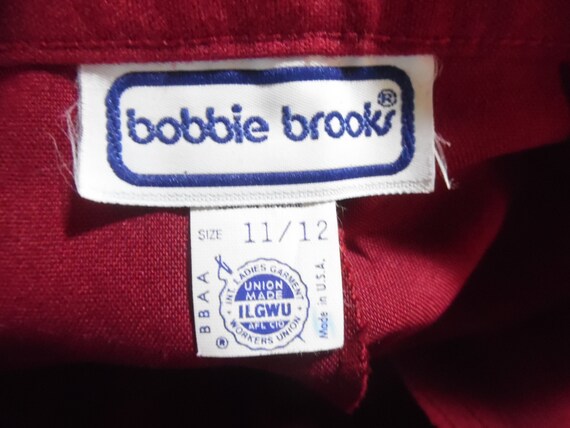 bobbie brooks®
SIZE 11/12
BBAA
INT. LADIES GARMENT
UNION
MADE
ILGWU
AFL CIO
WORKERS UNION
®
Made in U.S.A.